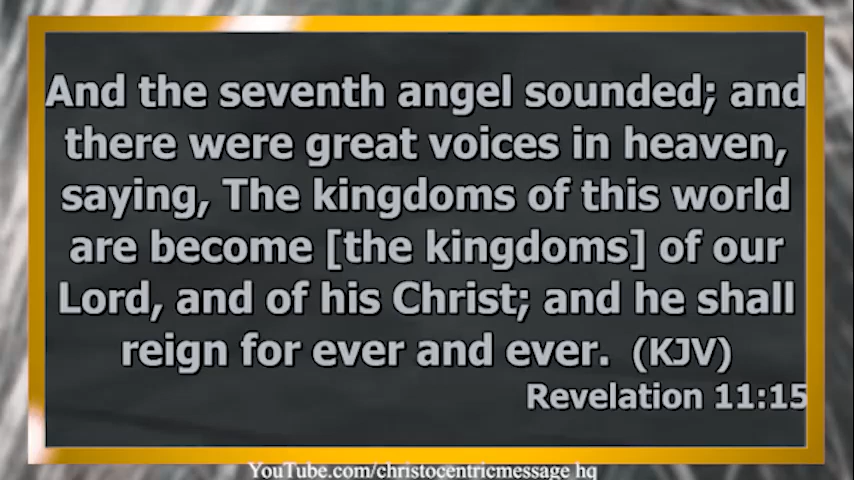 And the seventh angel sounded; and
there were great voices in heaven,
saying, The kingdoms of this world
are become [the kingdoms] of our
Lord, and of his Christ; and he shall
reign for ever and ever. (KJV)
Revelation 11:15
YouTube.com/christocentricmessage hq